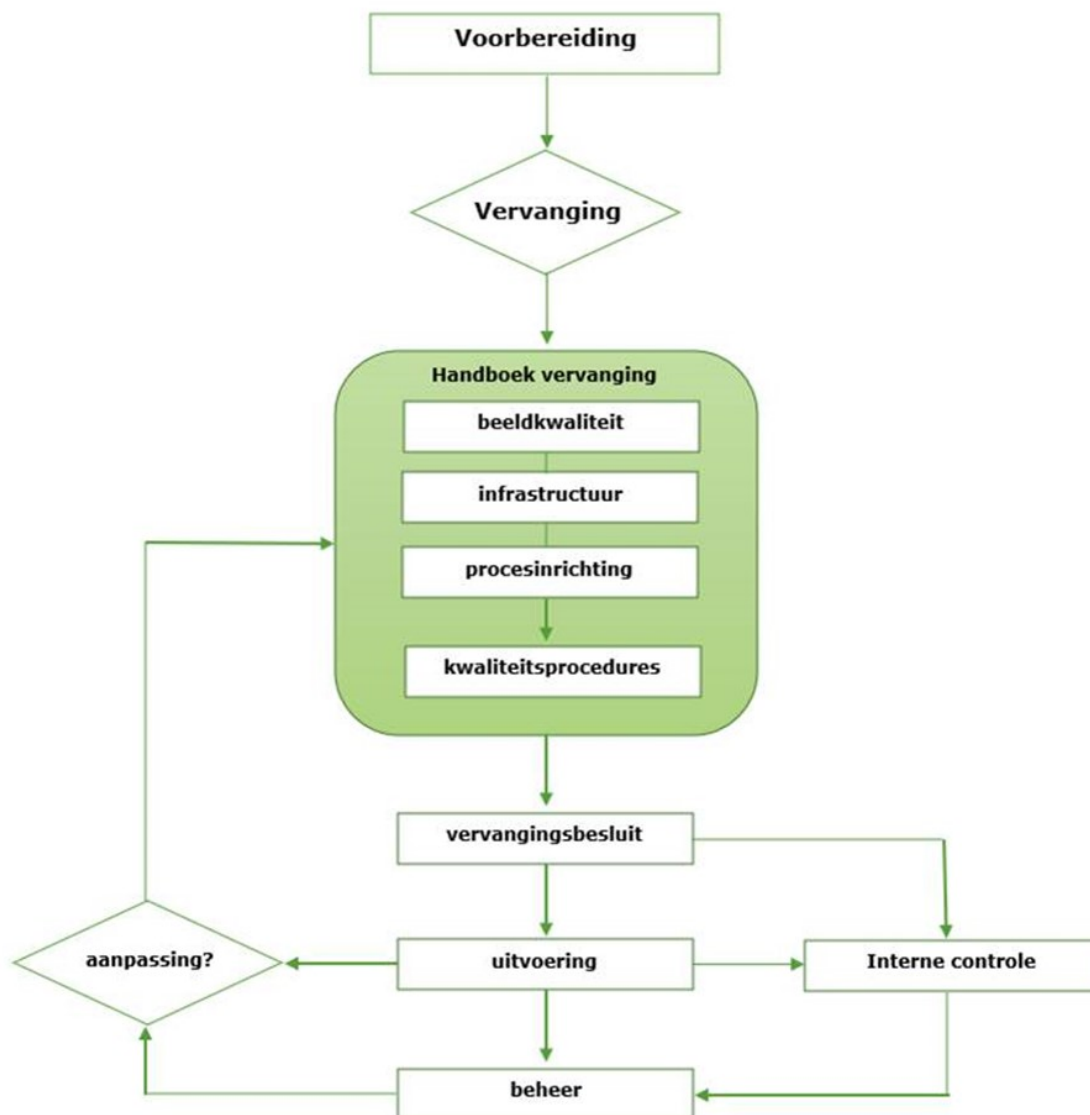 Voorbereiding
Vervanging
Handboek vervanging
beeldkwaliteit
infrastructuur
procesinrichting
kwaliteitsprocedures
vervangingsbesluit
aanpassing?
uitvoering
Interne controle
beheer